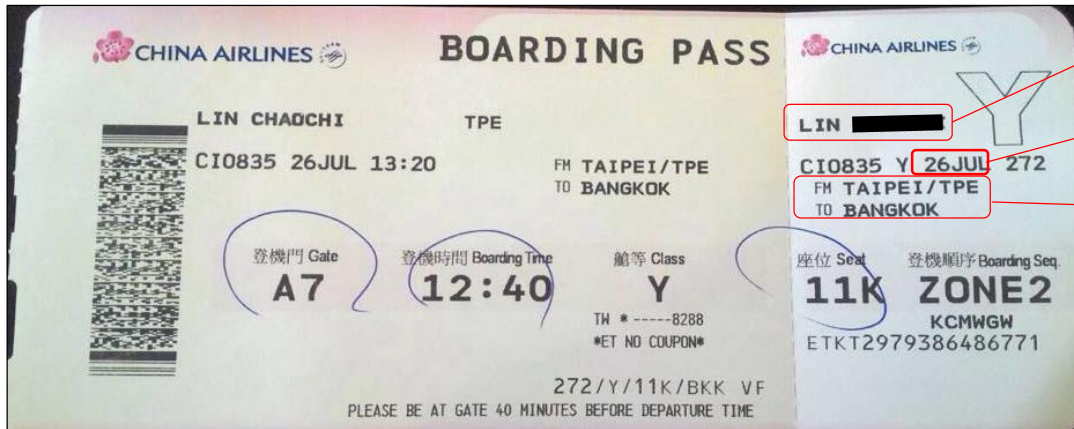 CHINA AIRLINES
BOARDING PASS
LIN CHAOCHI TPE
CI0835 26JUL 13:20
FM TAIPEI/TPE
TO BANGKOK
登機門 Gate
A7
登機時間 Boarding Time
12:40
艙等 Class
Y
TW * -----8288
*ET NO COUPON*
272/Y/11K/BKK VF
PLEASE BE AT GATE 40 MINUTES BEFORE DEPARTURE TIME
CHINA AIRLINES
Y
LIN
CI0835 Y 26JUL 272
FM TAIPEI/TPE
TO BANGKOK
座位 Seat
11K
登機順序 Boarding Seq.
ZONE2
KCMWGW
ETKT2979386486771